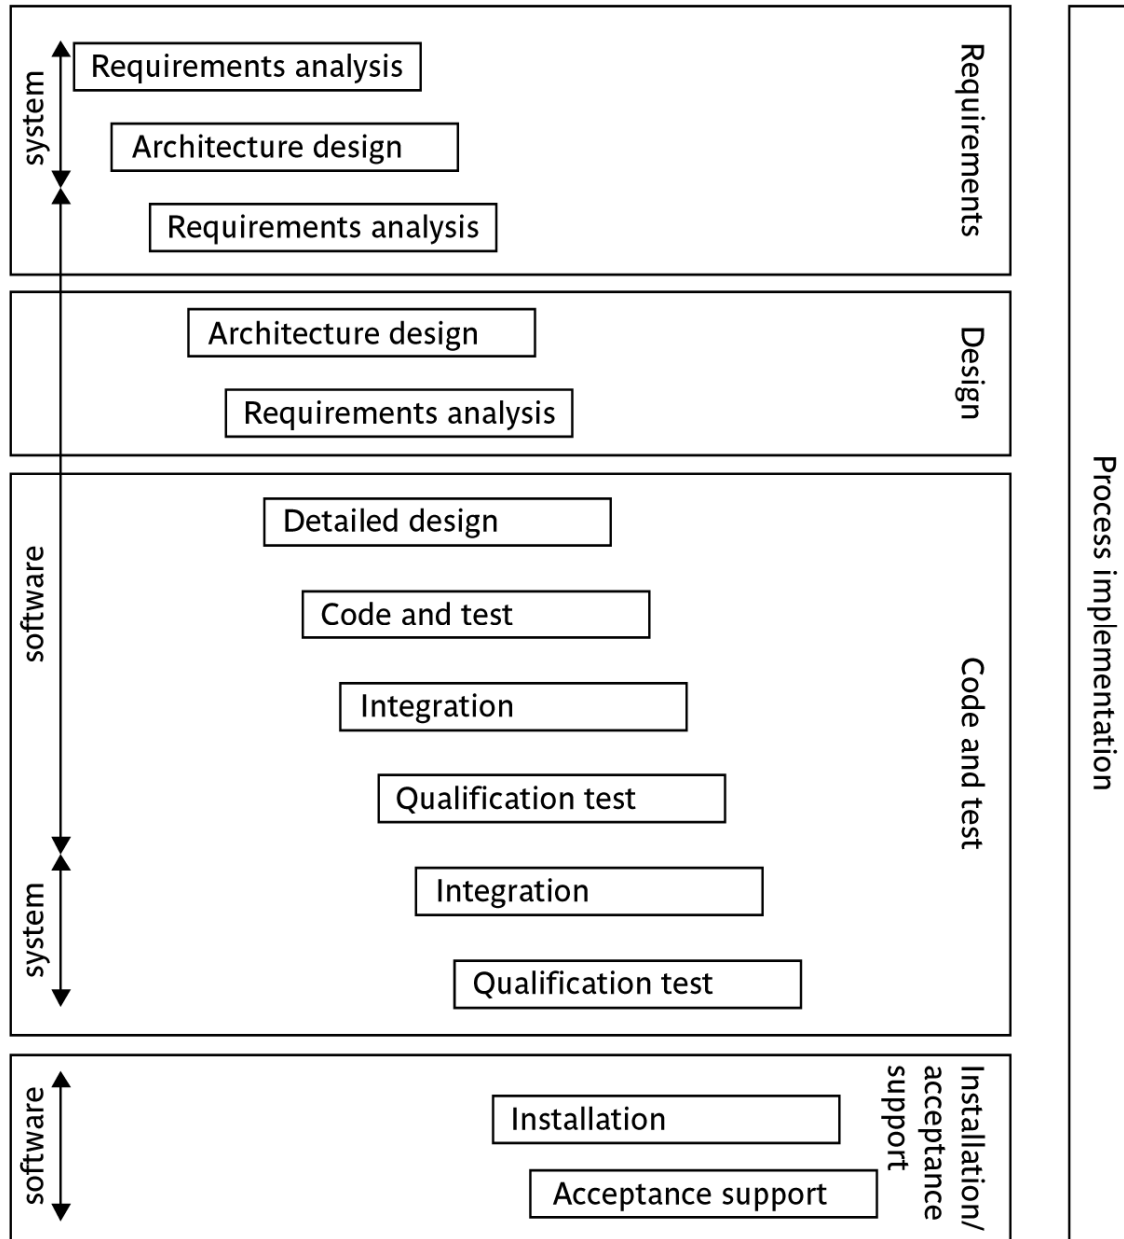 system
Requirements analysis
Architecture design
Requirements analysis
Requirements
Architecture design
Requirements analysis
Design
software
Detailed design
Code and test
Integration
Qualification test
Code and test
system
Integration
Qualification test
software
Installation
Acceptance support
Installation/
acceptance
support
Process implementation